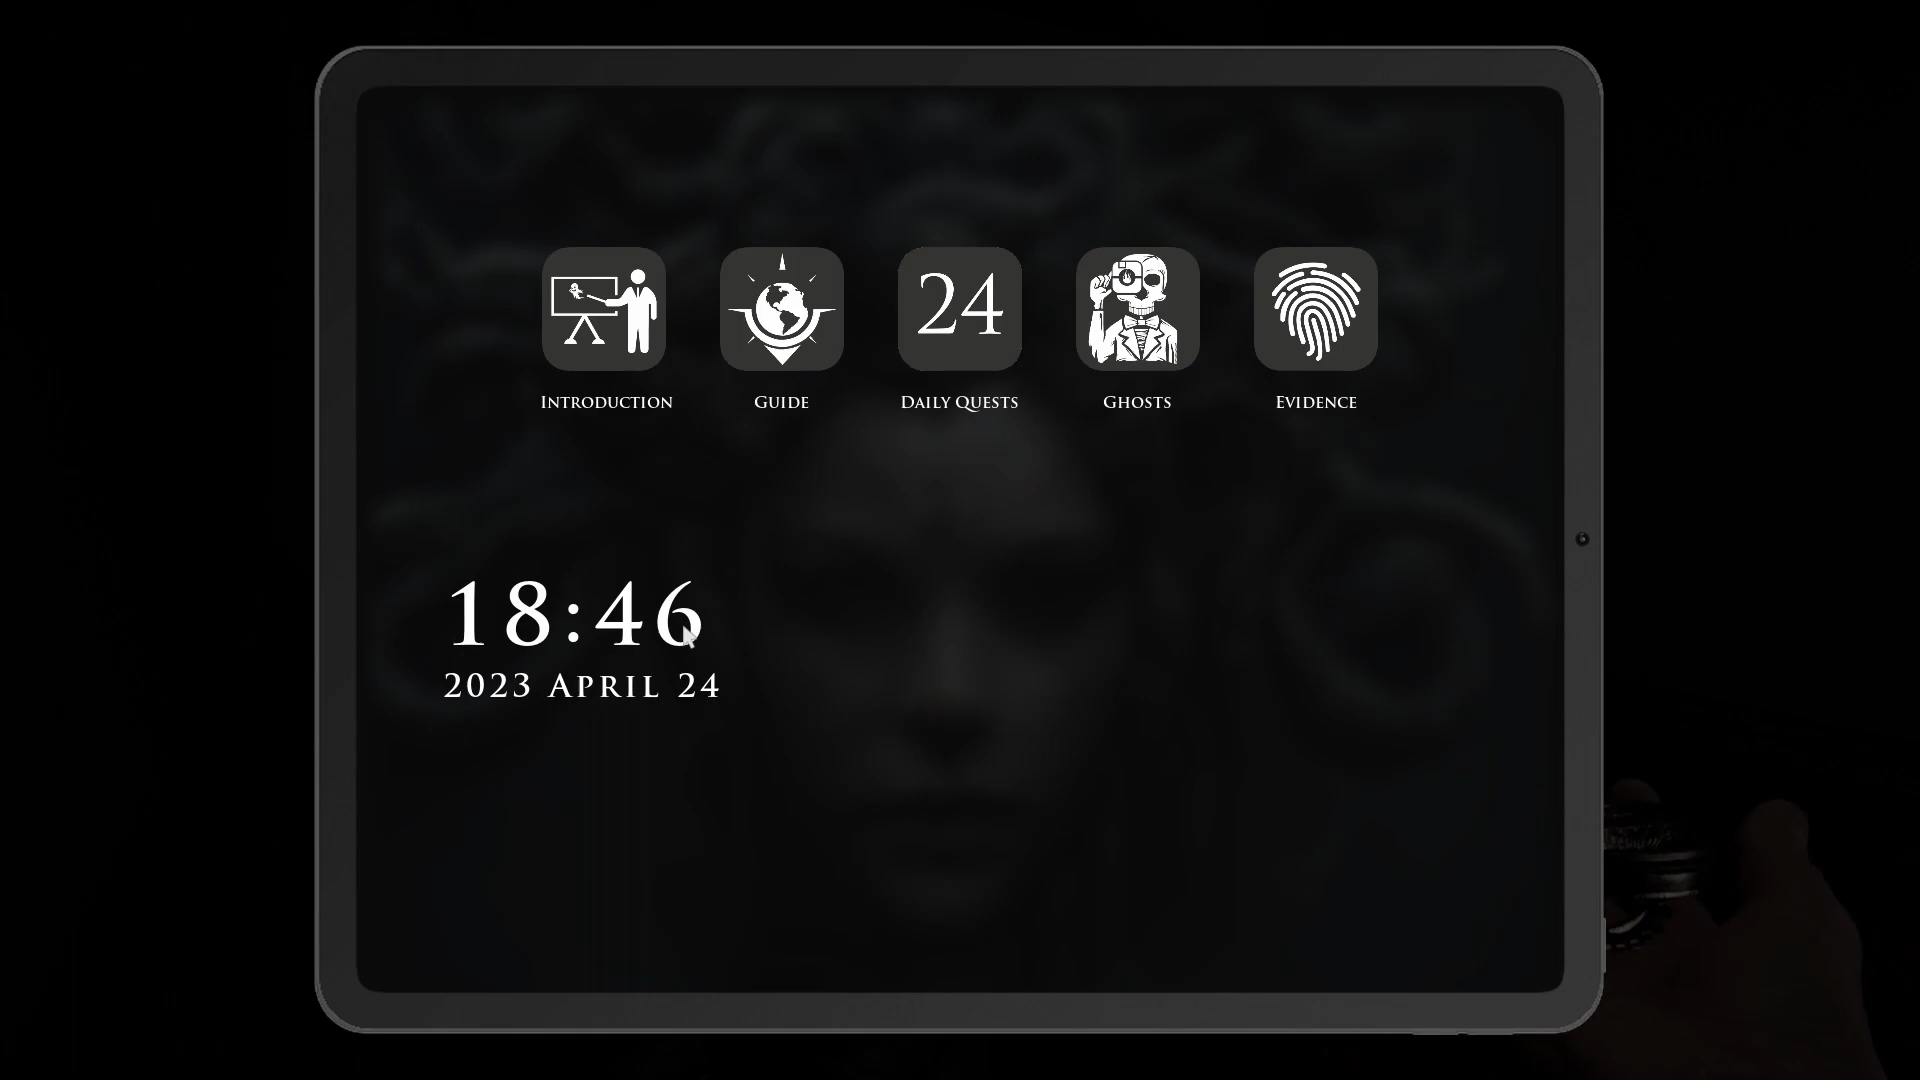 24
Introduction
Guide
Daily Quests
Ghosts
Evidence
18:46
2023 April 24